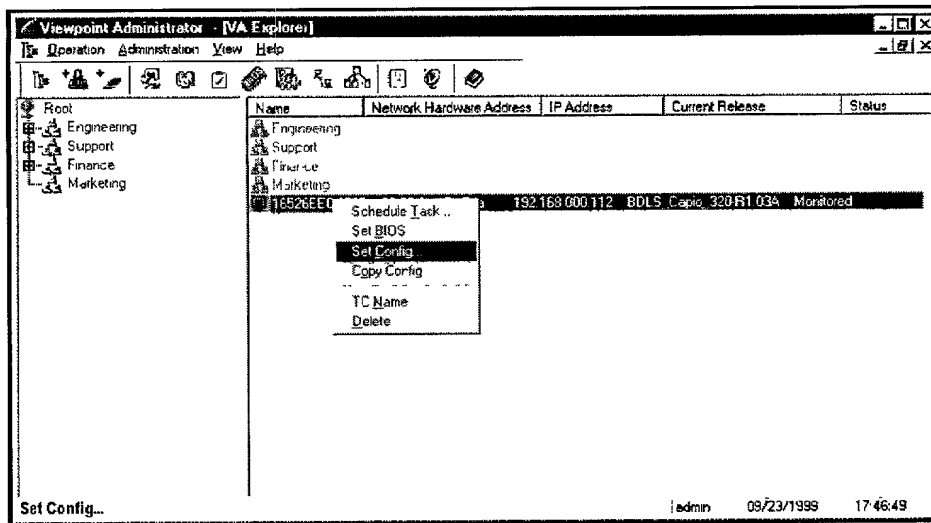 Viewpoint Administrator - [VA Explorer]
Operation Administration View Help
Root
Engineering
Support
Finance
Marketing
Name Network Hardware Address IP Address Current Release Status
Engineering
Support
Finance
Marketing
192.168.000.112 BDLS_Capio_320-R1.03A Monitored
Schedule Task ..
Set BIOS
Set Config...
Copy Config
TC Name
Delete
Set Config... admin 09/23/1999 17:46:49